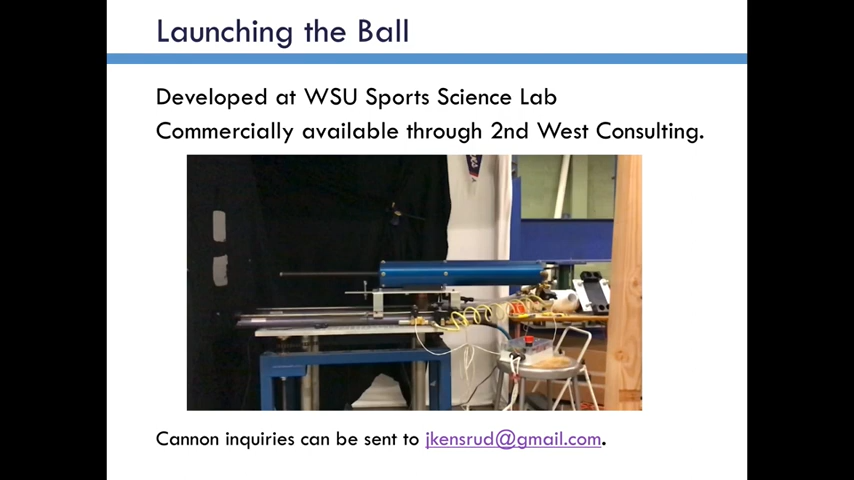 Launching the Ball
Developed at WSU Sports Science Lab
Commercially available through 2nd West Consulting.
Cannon inquiries can be sent to jkensrud@gmail.com.